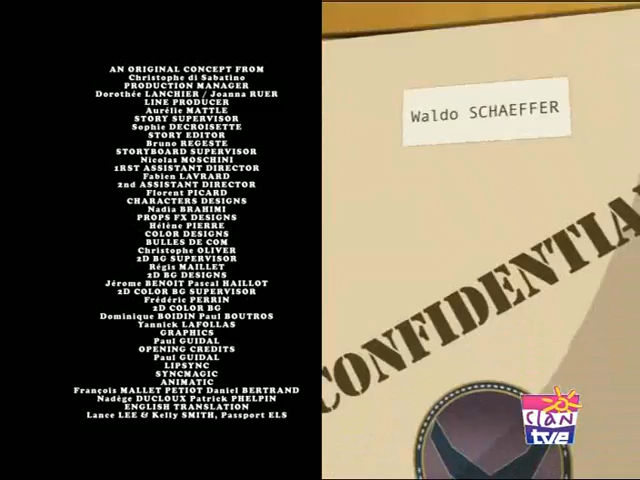 AN ORIGINAL CONCEPT FROM
Christophe di Sabatino
PRODUCTION MANAGER
Dorothée LANCHIER / Joanna RUER
LINE PRODUCER
Aurélie MATTLE
STORY SUPERVISOR
Sophie DECROISETTE
STORY EDITOR
Bruno REGESTE
STORYBOARD SUPERVISOR
Nicolas MOSCHINI
1RST ASSISTANT DIRECTOR
Fabien LAVRARD
2nd ASSISTANT DIRECTOR
Florent PICARD
CHARACTERS DESIGNS
Nadia BRAHIMI
PROPS FX DESIGNS
Hélène PIERRE
COLOR DESIGNS
BULLES DE COM
Christophe OLIVER
2D BG SUPERVISOR
Régis MAILLET
2D BG DESIGNS
Jérome BENOIT Pascal HAILLOT
2D COLOR BG SUPERVISOR
Frédéric PERRIN
2D COLOR BG
Dominique BOIDIN Paul BOUTROS
Yannick LAFOLLAS
GRAPHICS
Paul GUIDAL
OPENING CREDITS
Paul GUIDAL
LIPSYNC
SYNCMAGIC
ANIMATIC
François MALLET PETIOT Daniel BERTRAND
Nadège DUCLOUX Patrick PHELPIN
ENGLISH TRANSLATION
Lance LEE & Kelly SMITH, Passport ELS
Waldo SCHAEFFER
CONFIDENTIA
clan
tve